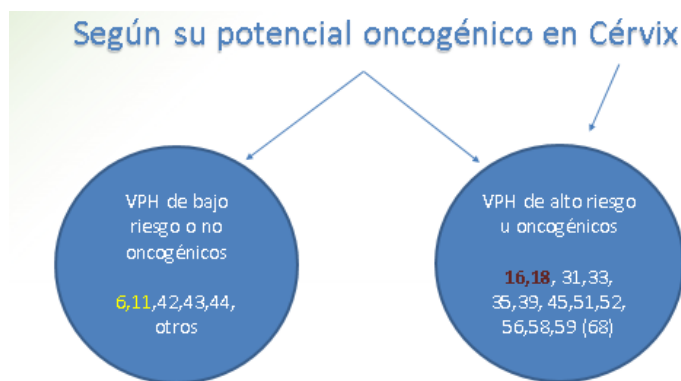 Según su potencial oncogénico en Cérvix
VPH de bajo
riesgo o no
oncogénicos
6,11,42,43,44,
otros
VPH de alto riesgo
u oncogénicos
16,18, 31,33,
35,39, 45,51,52,
56,58,59 (68)